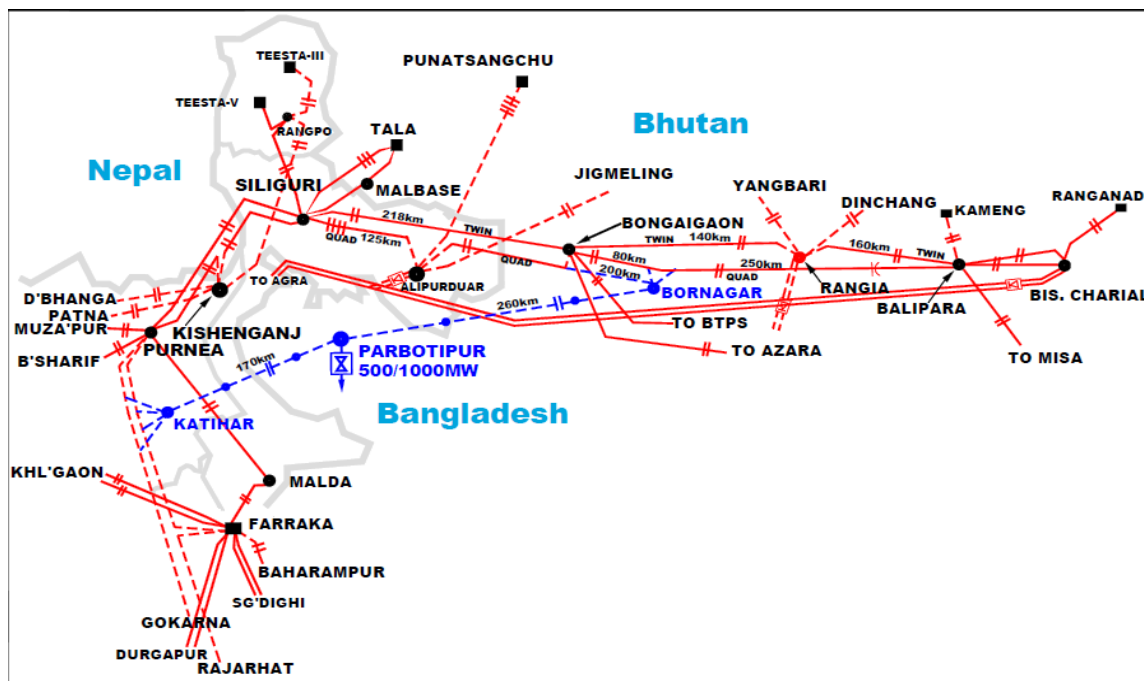 TEESTA-III
PUNATSANGCHU
TEESTA-V
RANGPO
TALA
Bhutan
Nepal
JIGMELING
YANGBARI
DINCHANG
RANGANAD
SILIGURI
MALBASE
KAMENG
218km
TWIN
BONGAIGAON
QUAD
125km
TWIN
140km
160km
TWIN
80km
250km
QUAD
QUAD
200km
TO AGRA
ALIPURDUAR
BORNAGAR
RANGIA
BALIPARA
BIS. CHARIAL
D'BHANGA
PATNA
MUZA'PUR
KISHENGANJ
260km
TO BTPS
B'SHARIF
PURNEA
TO AZARA
TO MISA
170km
PARBOTIPUR
500/1000MW
KATIHAR
Bangladesh
KHL'GAON
MALDA
FARRAKA
BAHARAMPUR
SG'DIGHI
GOKARNA
DURGAPUR
RAJARHAT